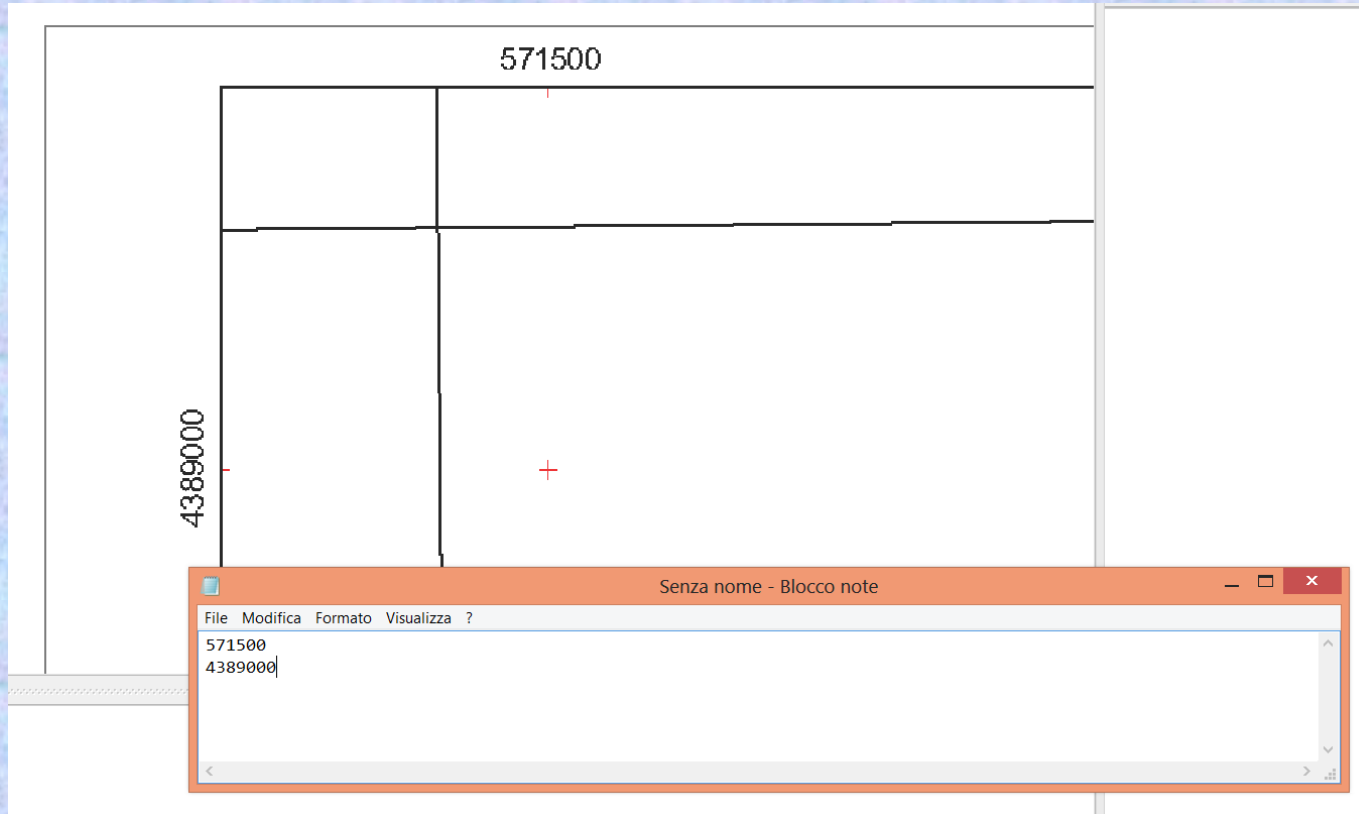 571500
4389000
Senza nome - Blocco note
File Modifica Formato Visualizza ?
571500
4389000